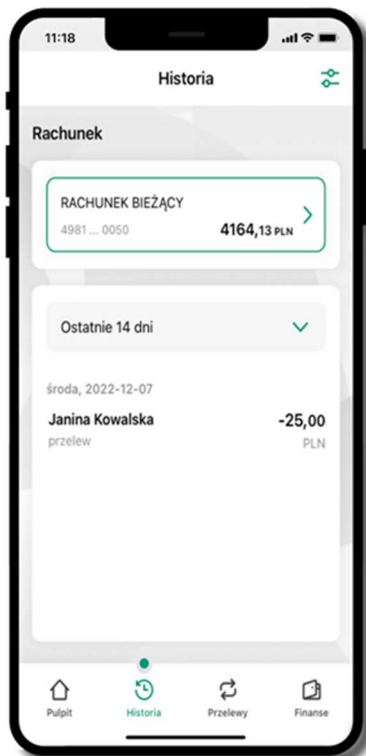 11:18
Historia
Rachunek
RACHUNEK BIEŻĄCY
4981 ... 0050
4164,13 PLN
Ostatnie 14 dni
środa, 2022-12-07
Janina Kowalska
-25,00
przelew
PLN
Pulpit
Historia
Przelewy
Finanse